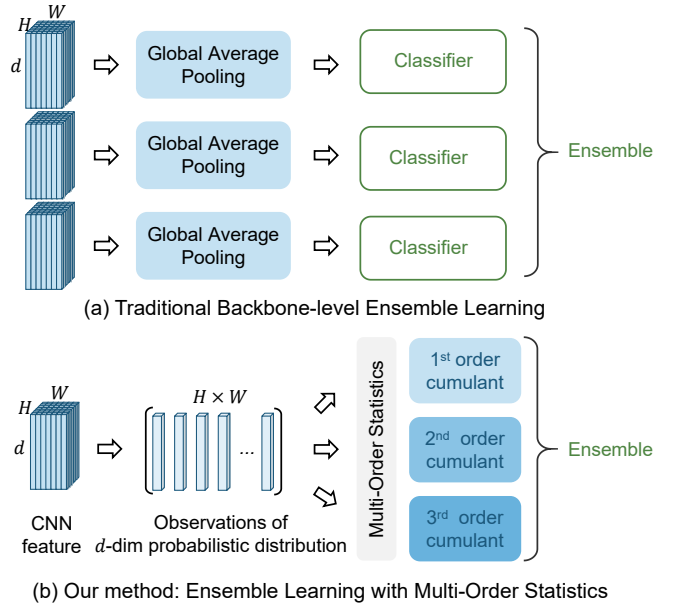 H W
d
Global Average
Pooling
Classifier
Global Average
Pooling
Classifier
Ensemble
Global Average
Pooling
Classifier
(a) Traditional Backbone-level Ensemble Learning
H W
d
H × W
...
CNN
feature
Observations of
d-dim probabilistic distribution
Multi-Order Statistics
1st order
cumulant
2nd order
cumulant
3rd order
cumulant
Ensemble
(b) Our method: Ensemble Learning with Multi-Order Statistics